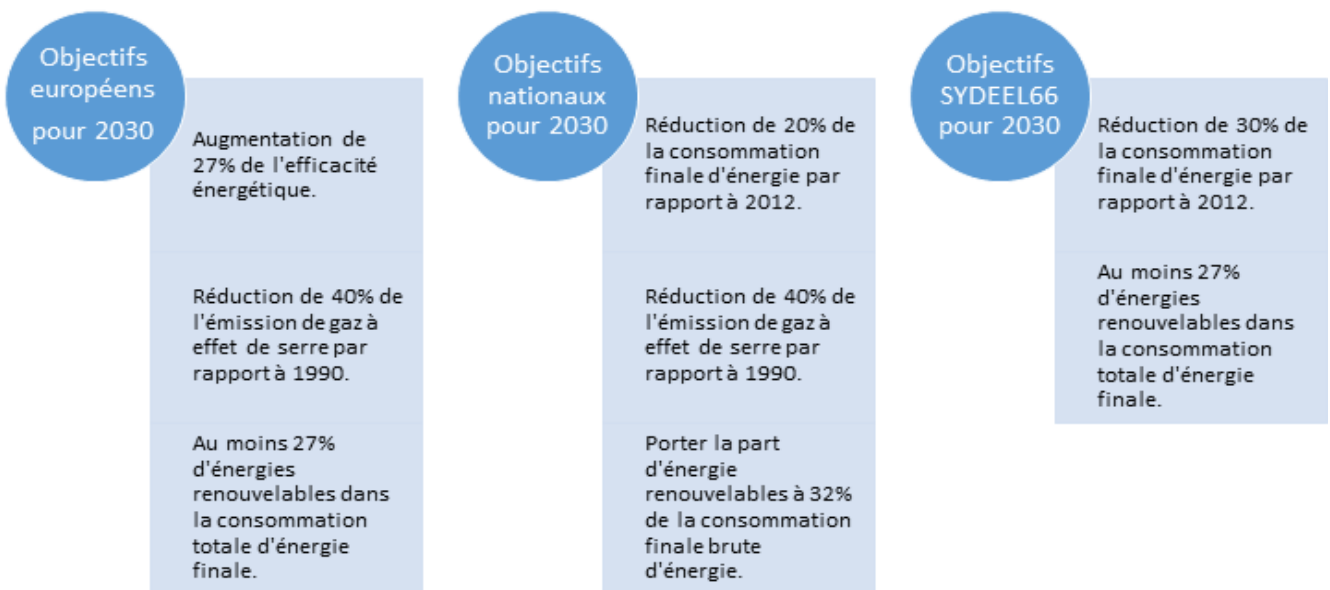 Objectifs
européens
pour 2030
Augmentation de
27% de l'efficacité
énergétique.
Réduction de 40% de
l'émission de gaz à
effet de serre par
rapport à 1990.
Au moins 27%
d'énergies
renouvelables dans
la consommation
totale d'énergie
finale.
Objectifs
nationaux
pour 2030
Réduction de 20% de
la consommation
finale d'énergie par
rapport à 2012.
Réduction de 40% de
l'émission de gaz à
effet de serre par
rapport à 1990.
Porter la part
d'énergie
renouvelables à 32%
de la consommation
finale brute
d'énergie.
Objectifs
SYDEEL66
pour 2030
Réduction de 30% de
la consommation
finale d'énergie par
rapport à 2012.
Au moins 27%
d'énergies
renouvelables dans
la consommation
totale d'énergie
finale.